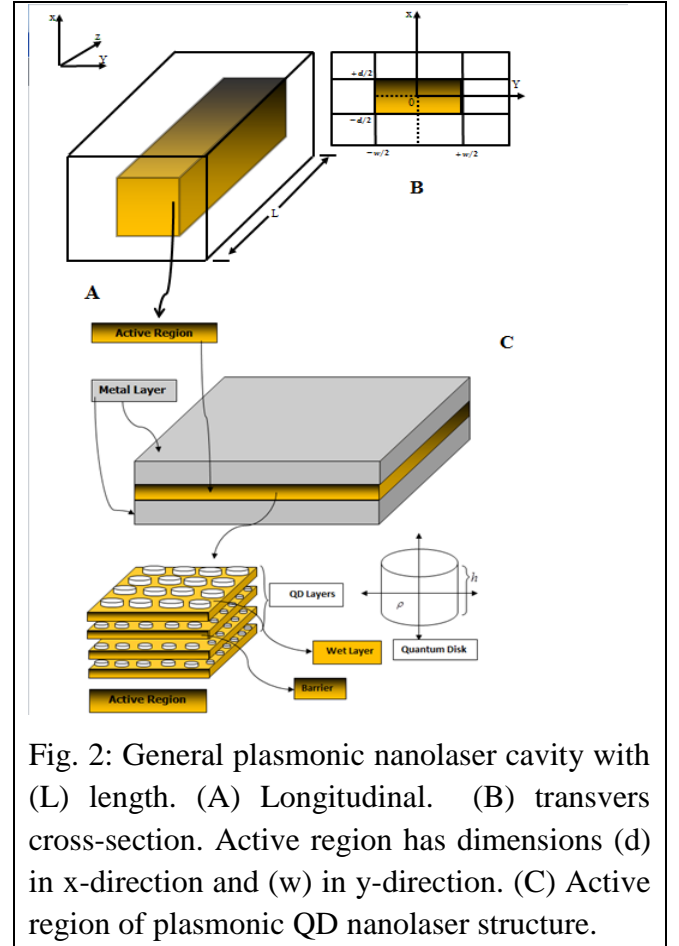 x
z
Y
L
A
x
+d/2
Y
0
−d/2
−w/2
+w/2
B
Active Region
C
Metal Layer
QD Layers
h
ρ
Wet Layer
Quantum Disk
Barrier
Active Region
Fig. 2: General plasmonic nanolaser cavity with
(L) length. (A) Longitudinal. (B) transvers
cross-section. Active region has dimensions (d)
in x-direction and (w) in y-direction. (C) Active
region of plasmonic QD nanolaser structure.